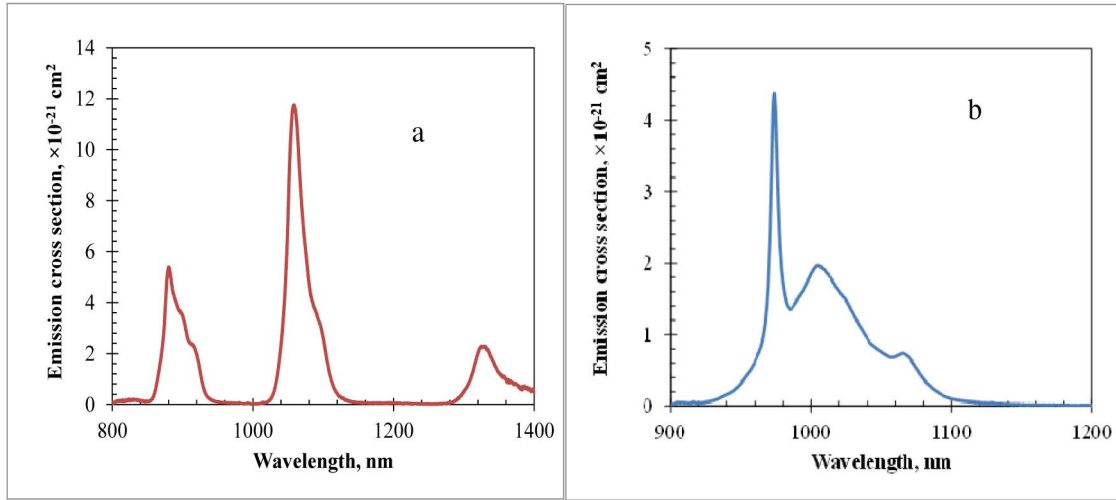 Emission cross section, ×10⁻²¹ cm²
14
12
10
8
6
4
2
0
a
800 1000 1200 1400
Wavelength, nm
Emission cross section, ×10⁻²¹ cm²
5
4
3
2
1
0
b
900 1000 1100 1200
Wavelength, nm